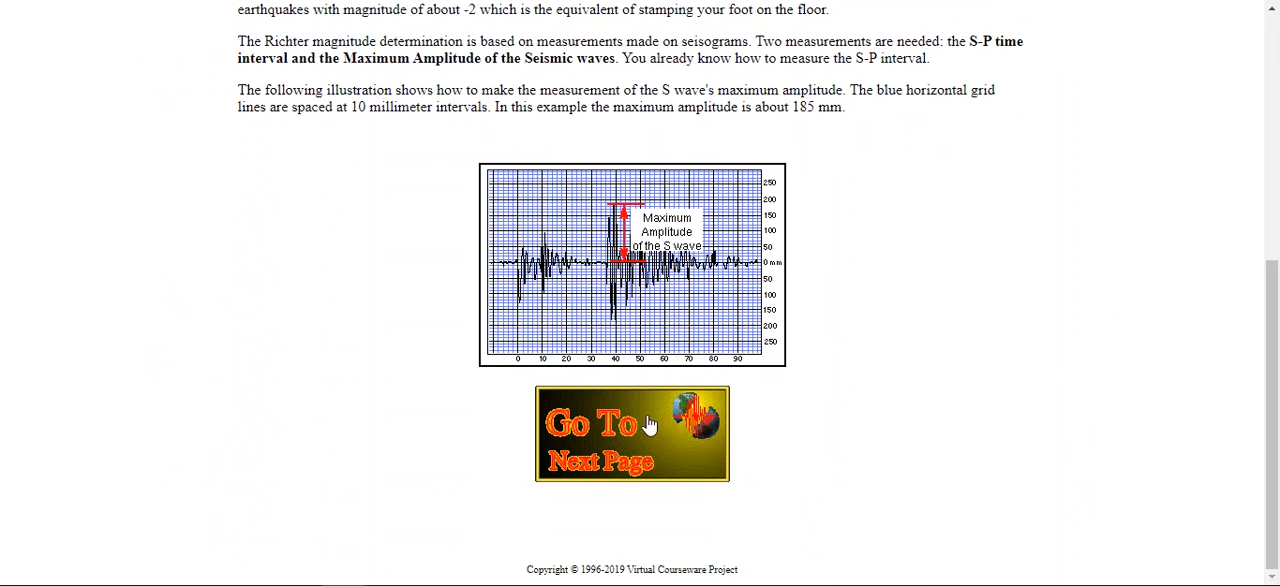 earthquakes with magnitude of about -2 which is the equivalent of stamping your foot on the floor.
The Richter magnitude determination is based on measurements made on seisograms. Two measurements are needed: the S-P time
interval and the Maximum Amplitude of the Seismic waves. You already know how to measure the S-P interval.
The following illustration shows how to make the measurement of the S wave's maximum amplitude. The blue horizontal grid
lines are spaced at 10 millimeter intervals. In this example the maximum amplitude is about 185 mm.
250
200
Maximum
150
Amplitude
100
of the S wave
50
0 mm
50
100
150
200
250
0 10 20 30 40 50 60 70 80 90
Go To
Next Page
Copyright © 1996-2019 Virtual Courseware Project